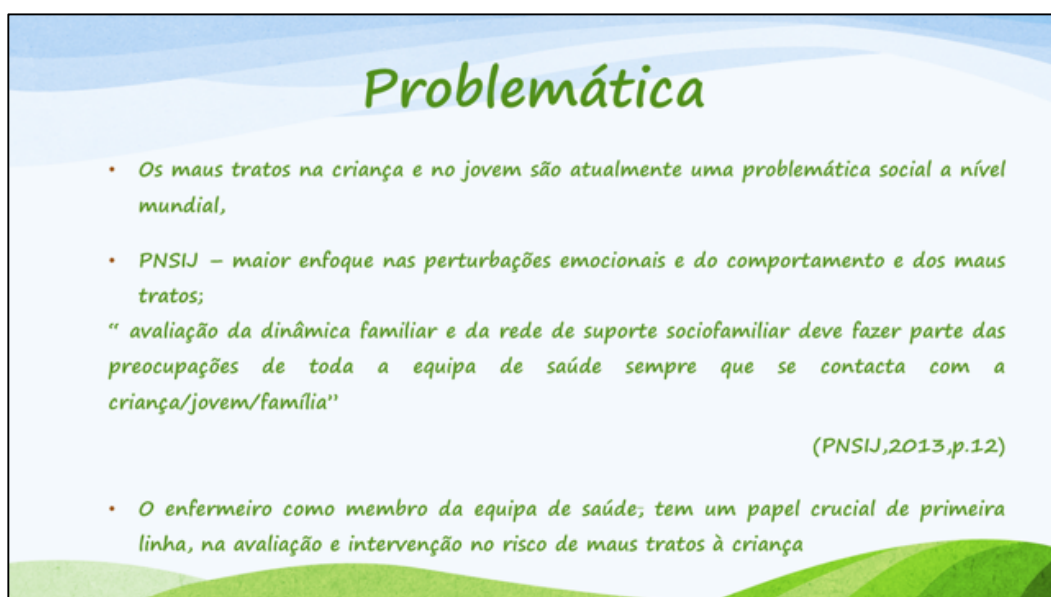 Problemática
• Os maus tratos na criança e no jovem são atualmente uma problemática social a nível
mundial,
• PNSIJ – maior enfoque nas perturbações emocionais e do comportamento e dos maus
tratos;
“ avaliação da dinâmica familiar e da rede de suporte sociofamiliar deve fazer parte das
preocupações de toda a equipa de saúde sempre que se contacta com a
criança/jovem/família”
(PNSIJ,2013,p.12)
• O enfermeiro como membro da equipa de saúde, tem um papel crucial de primeira
linha, na avaliação e intervenção no risco de maus tratos à criança